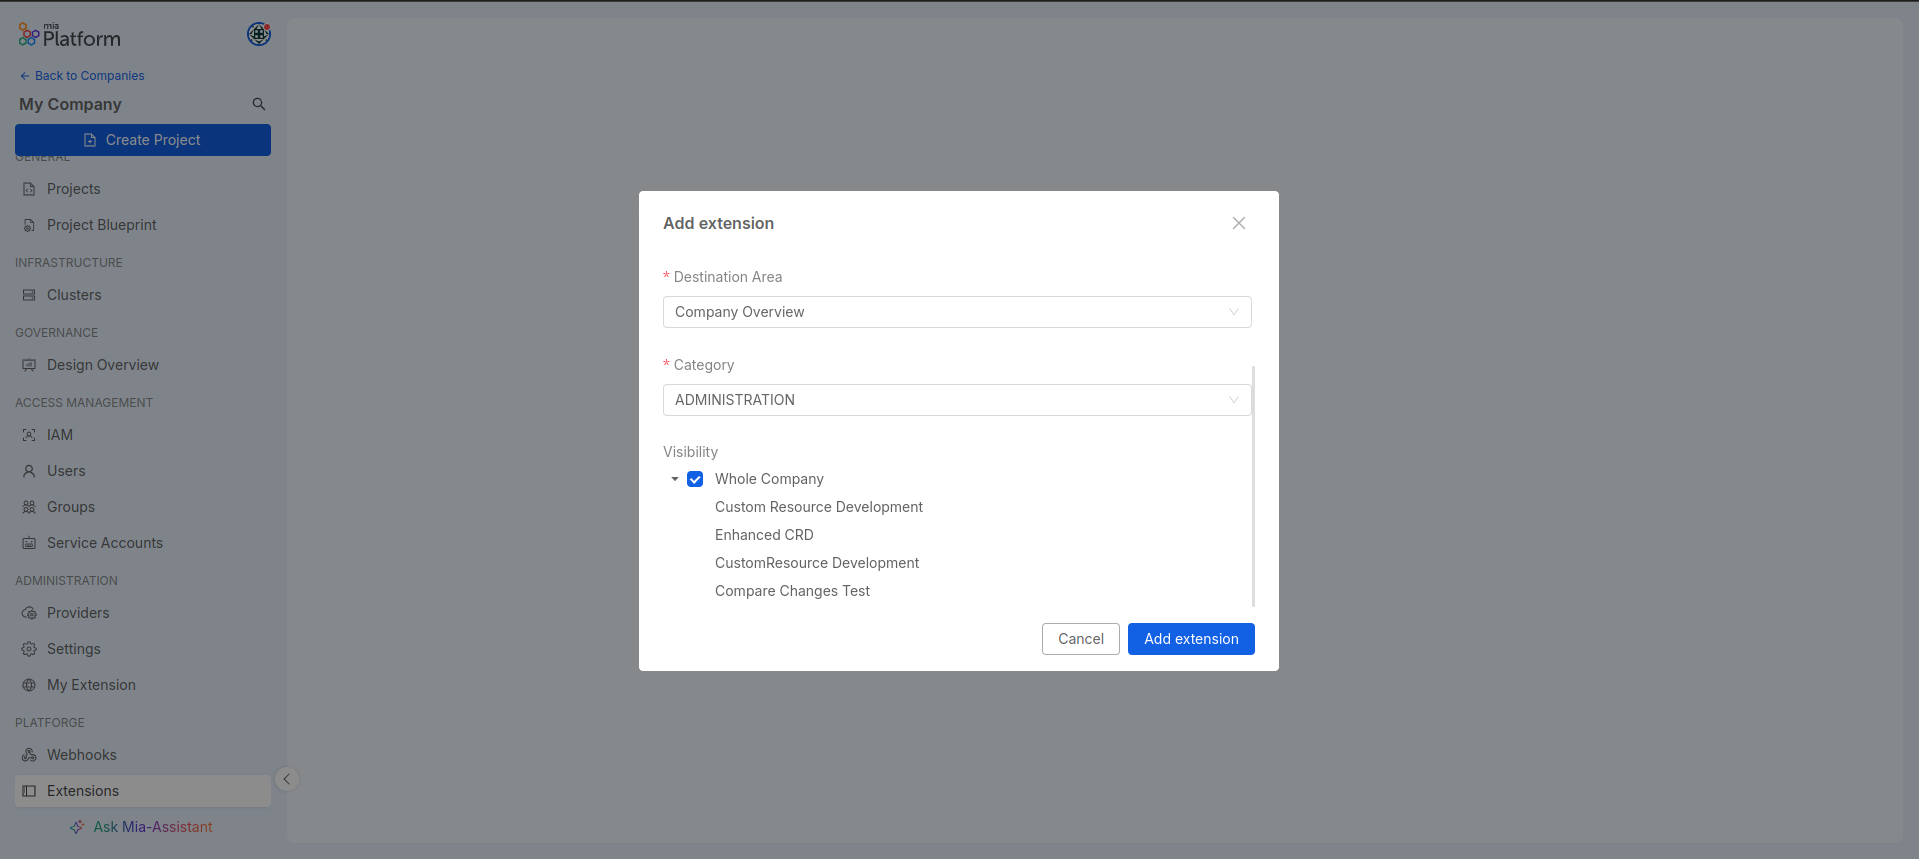 mia
Platform
Back to Companies
My Company
Create Project
GENERAL
Projects
Project Blueprint
INFRASTRUCTURE
Clusters
GOVERNANCE
Design Overview
ACCESS MANAGEMENT
IAM
Users
Groups
Service Accounts
ADMINISTRATION
Providers
Settings
My Extension
PLATFORGE
Webhooks
Extensions
Ask Mia-Assistant
Add extension
* Destination Area
Company Overview
* Category
ADMINISTRATION
Visibility
Whole Company
Custom Resource Development
Enhanced CRD
CustomResource Development
Compare Changes Test
Cancel
Add extension